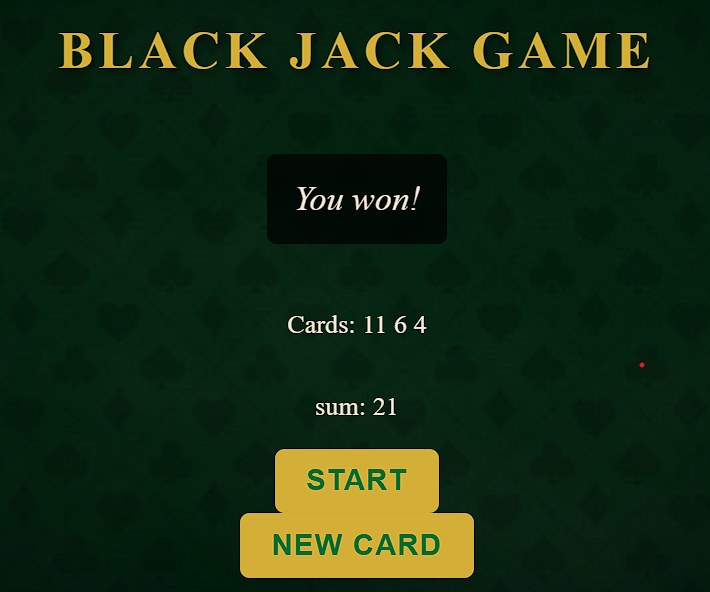 BLACK JACK GAME
You won!
Cards: 11 6 4
sum: 21
START
NEW CARD